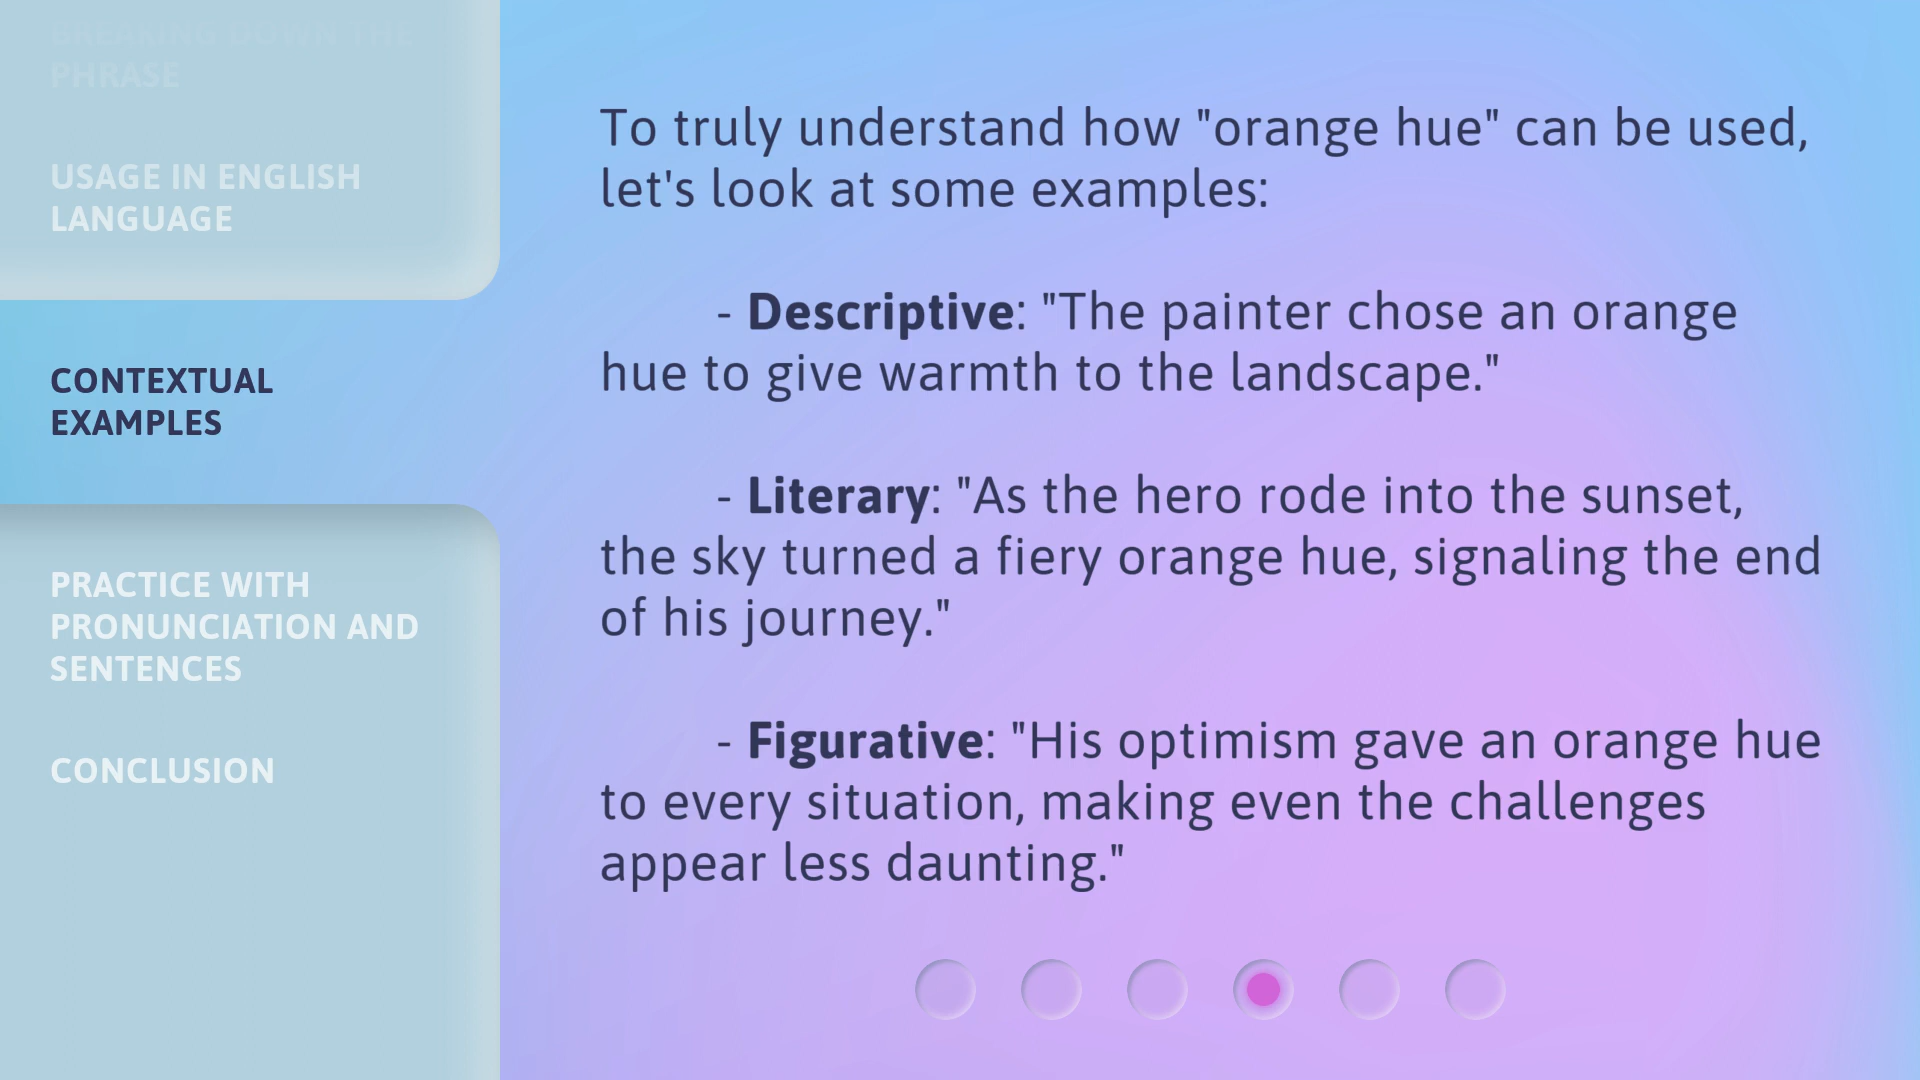 BREAKING DOWN THE
PHRASE
USAGE IN ENGLISH
LANGUAGE
CONTEXTUAL
EXAMPLES
PRACTICE WITH
PRONUNCIATION AND
SENTENCES
CONCLUSION
To truly understand how "orange hue" can be used,
let's look at some examples:
- Descriptive: "The painter chose an orange
hue to give warmth to the landscape."
- Literary: "As the hero rode into the sunset,
the sky turned a fiery orange hue, signaling the end
of his journey."
- Figurative: "His optimism gave an orange hue
to every situation, making even the challenges
appear less daunting."